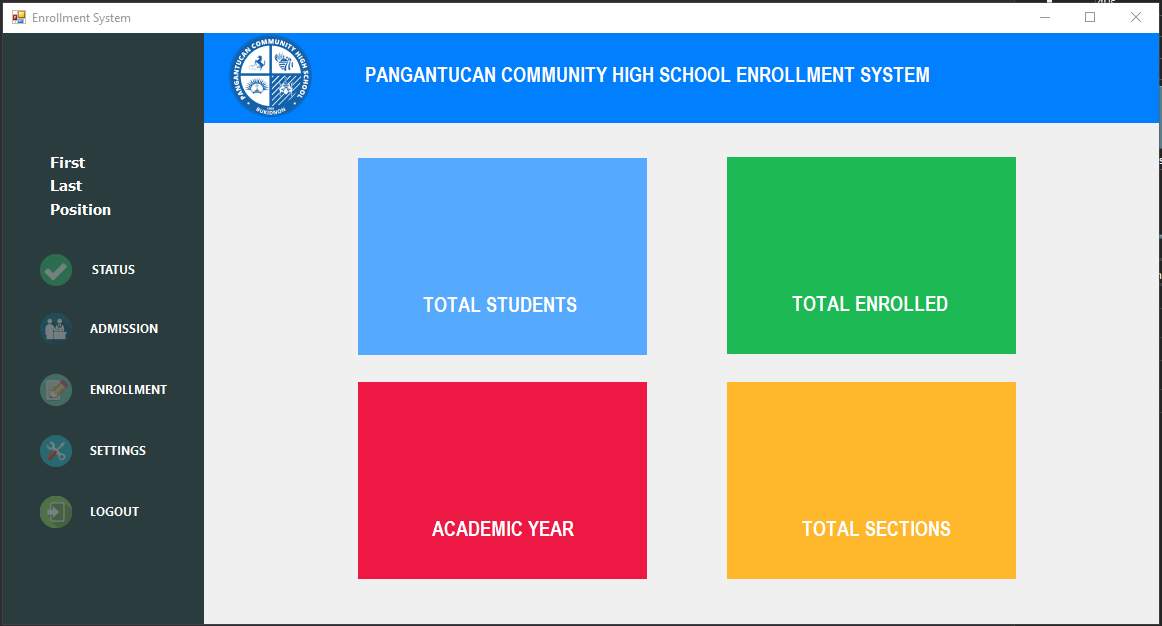 Enrollment System
PANGANTUCAN COMMUNITY HIGH SCHOOL
BUKIDNON
PANGANTUCAN COMMUNITY HIGH SCHOOL ENROLLMENT SYSTEM
First
Last
Position
STATUS
ADMISSION
ENROLLMENT
SETTINGS
LOGOUT
TOTAL STUDENTS
TOTAL ENROLLED
ACADEMIC YEAR
TOTAL SECTIONS